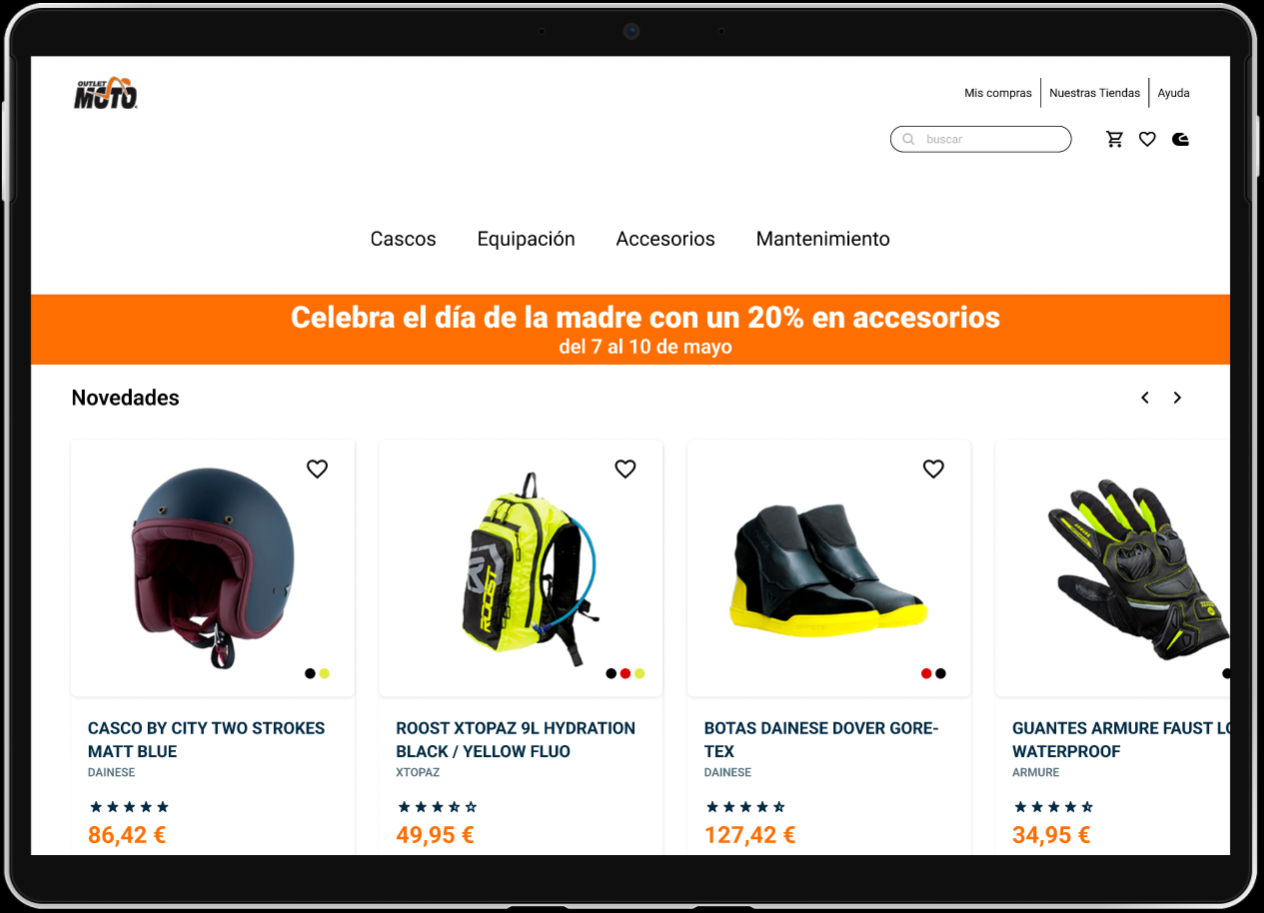 OUTLET
MOTO
Mis compras
Nuestras Tiendas
Ayuda
buscar
Cascos
Equipación
Accesorios
Mantenimiento
Celebra el día de la madre con un 20% en accesorios
del 7 al 10 de mayo
Novedades
ROOST
CASCO BY CITY TWO STROKES
MATT BLUE
DAINESE
86,42 €
ROOST XTOPAZ 9L HYDRATION
BLACK / YELLOW FLUO
XTOPAZ
49,95 €
BOTAS DAINESE DOVER GORE-
TEX
DAINESE
127,42 €
GUANTES ARMURE FAUST
WATERPROOF
ARMURE
34,95 €